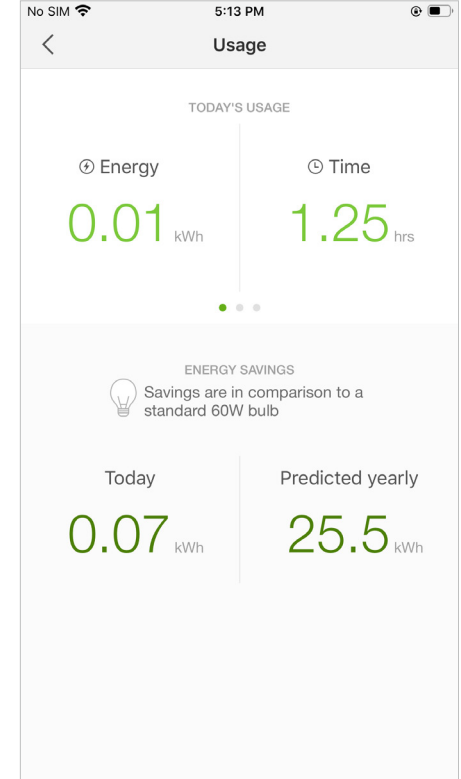 No SIM 5:13 PM
Usage
TODAY'S USAGE
Energy Time
0.01 kWh 1.25 hrs
ENERGY SAVINGS
Savings are in comparison to a
standard 60W bulb
Today Predicted yearly
0.07 kWh 25.5 kWh